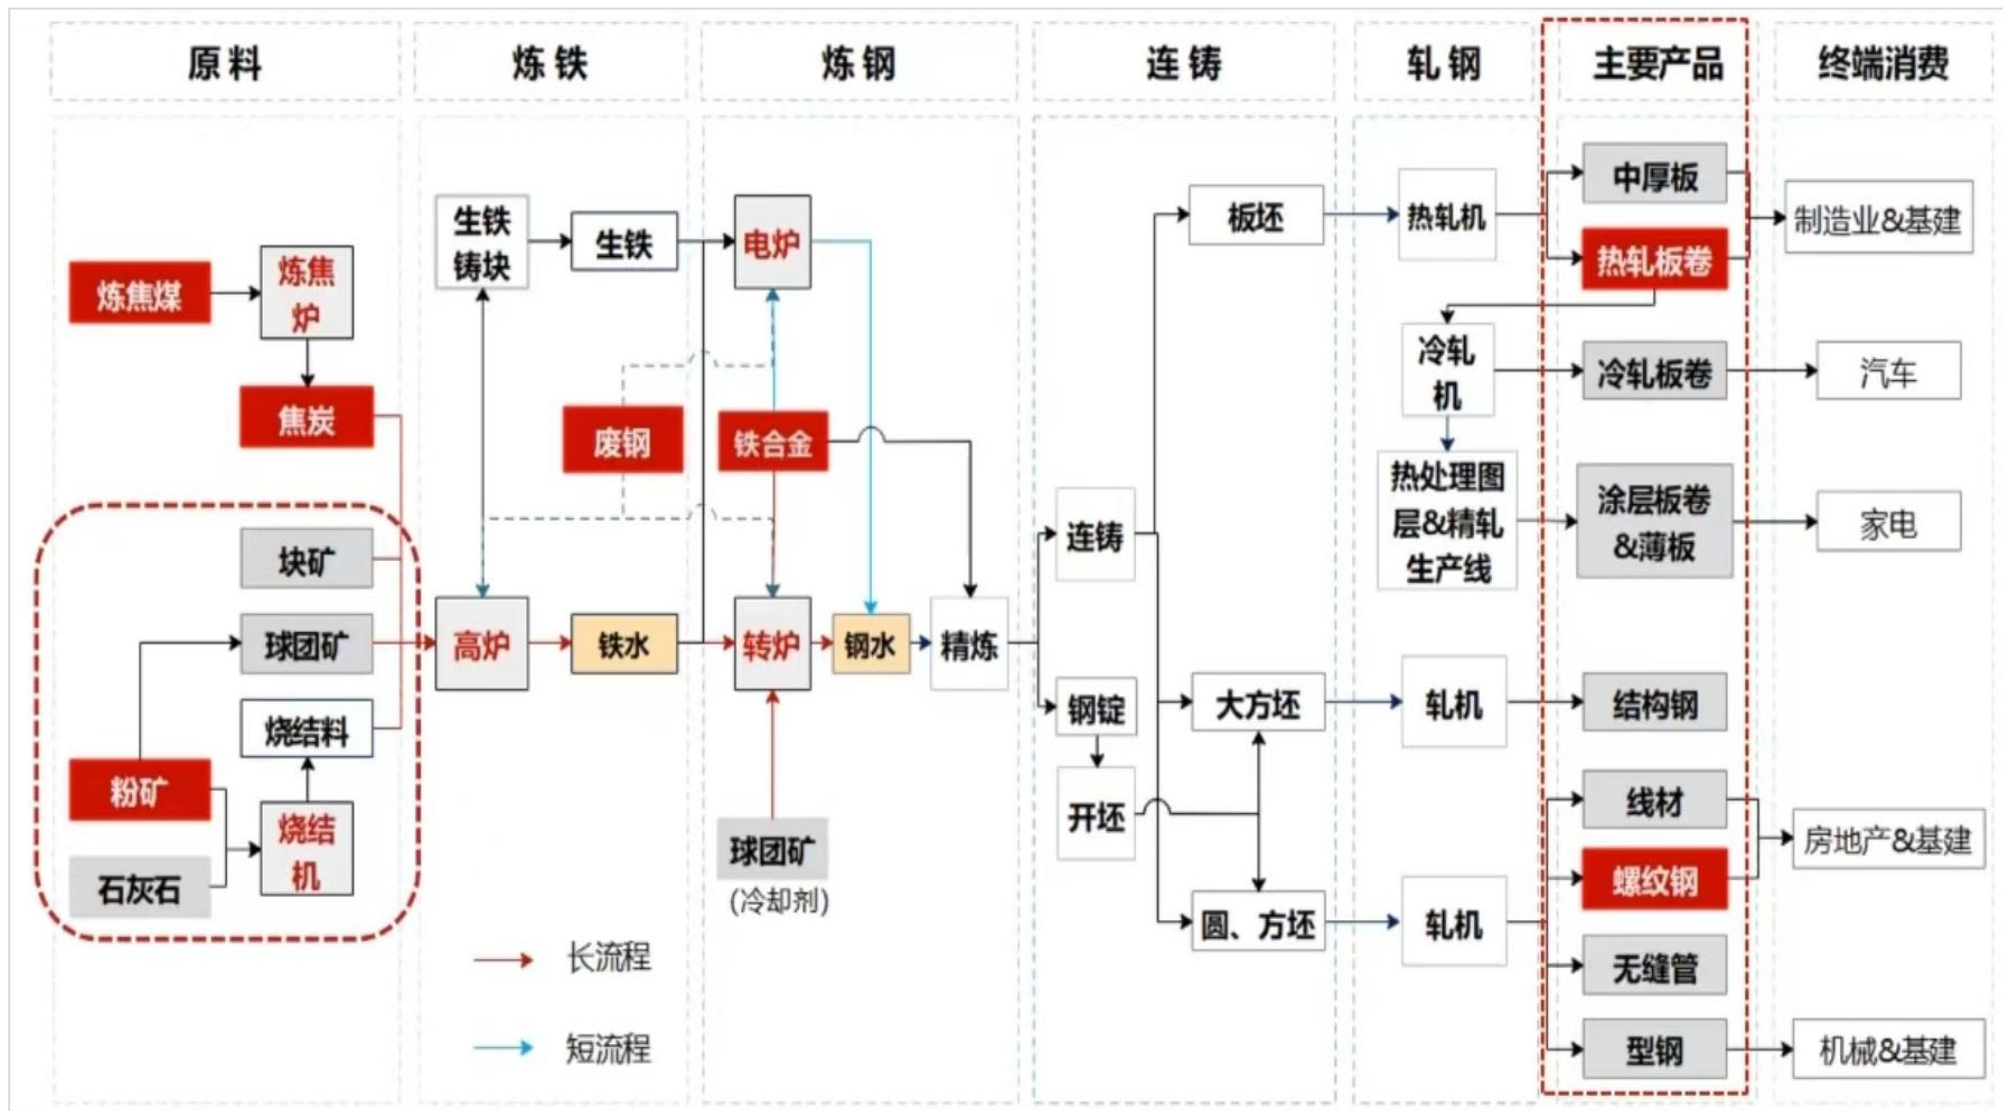 原料
炼铁
炼钢
连铸
轧钢
主要产品
终端消费
炼焦煤
炼焦
炉
焦炭
块矿
球团矿
烧结料
粉矿
石灰石
烧结
机
生铁
铸块
生铁
废钢
高炉
铁水
长流程
短流程
电炉
铁合金
转炉
钢水
精炼
球团矿
(冷却剂)
连铸
钢锭
开坯
板坯
大方坯
圆、方坯
热轧机
冷轧
机
热处理图
层&精轧
生产线
轧机
轧机
中厚板
热轧板卷
冷轧板卷
涂层板卷
&薄板
结构钢
线材
螺纹钢
无缝管
型钢
制造业&基建
汽车
家电
房地产&基建
机械&基建